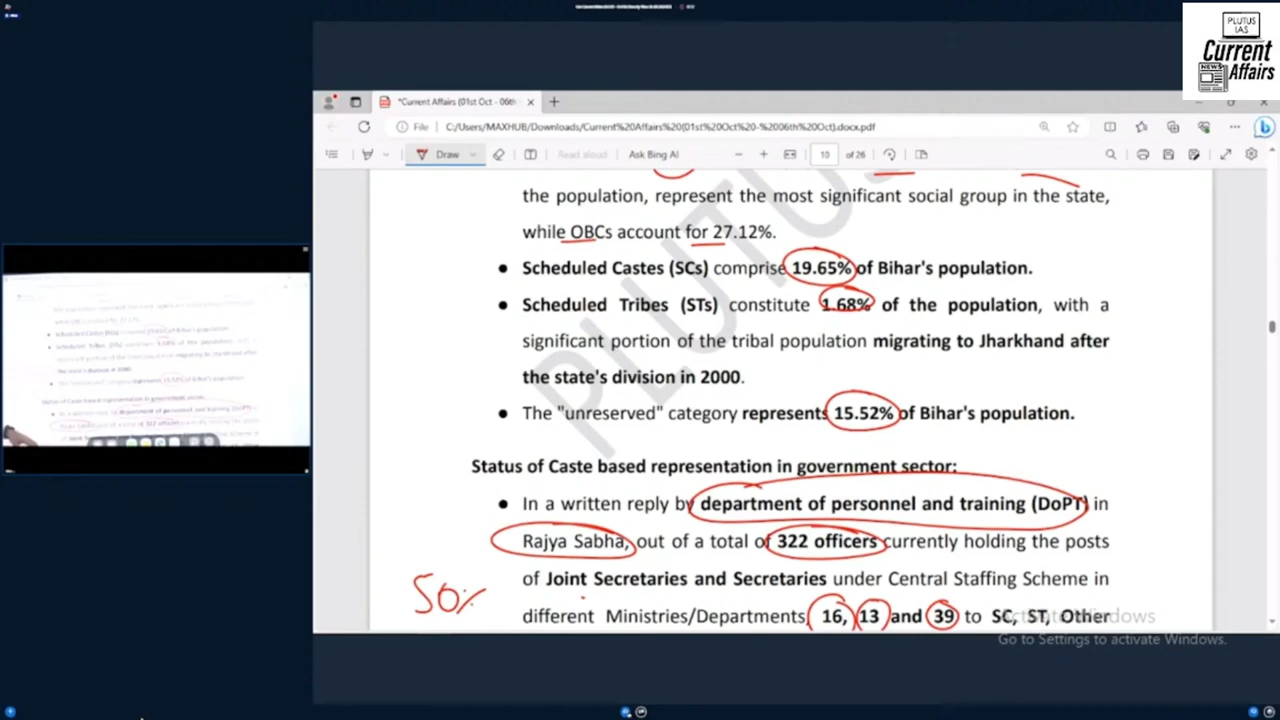 PLUTUS
IAS
Current
NEWS
Affairs
*Current Affairs (01st Oct - 06th
File C:/Users/MAXHUB/Downloads/Current%20Affairs%20(01st%20Oct%20-%2006th%20Oct).docx.pdf
Draw Read aloud Ask Bing AI 10 of 26
the population, represent the most significant social group in the state,
while OBCs account for 27.12%.
• Scheduled Castes (SCs) comprise 19.65% of Bihar's population.
• Scheduled Tribes (STs) constitute 1.68% of the population, with a
significant portion of the tribal population migrating to Jharkhand after
the state's division in 2000.
• The "unreserved" category represents 15.52% of Bihar's population.
Status of Caste based representation in government sector:
• In a written reply by department of personnel and training (DoPT) in
Rajya Sabha, out of a total of 322 officers currently holding the posts
of Joint Secretaries and Secretaries under Central Staffing Scheme in
different Ministries/Departments, 16, 13 and 39 to SC, ST, Other
50%
PLUTUS
Activate Windows
Go to Settings to activate Windows.